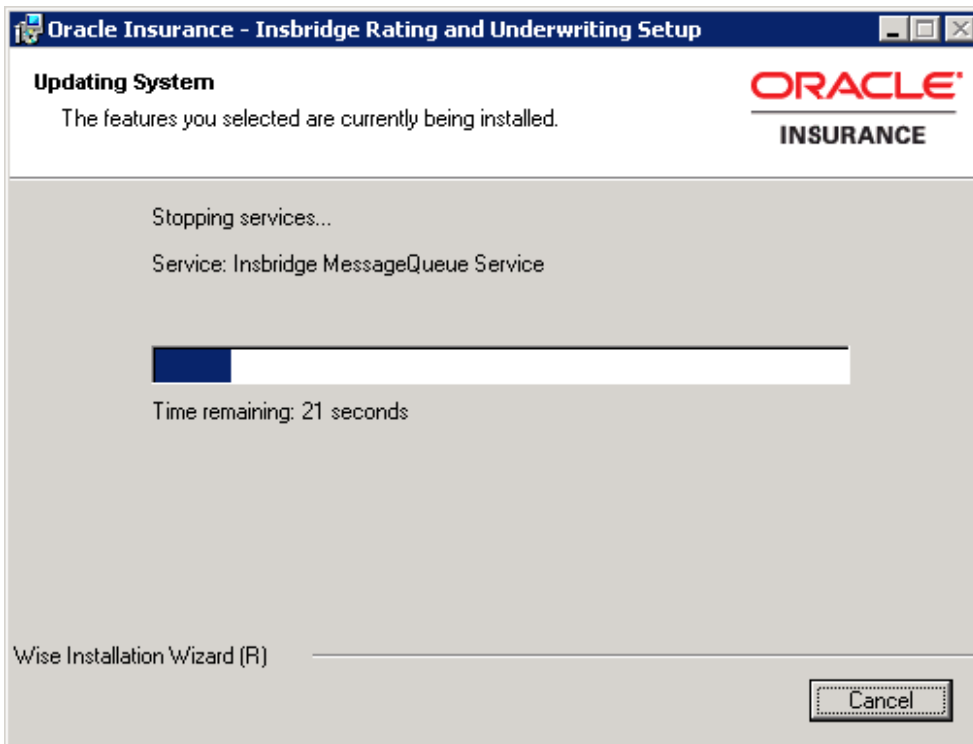 Oracle Insurance - Insbridge Rating and Underwriting Setup
Updating System
The features you selected are currently being installed.
ORACLE'
INSURANCE
Stopping services...
Service: Insbridge MessageQueue Service
Time remaining: 21 seconds
Wise Installation Wizard (R)
Cancel